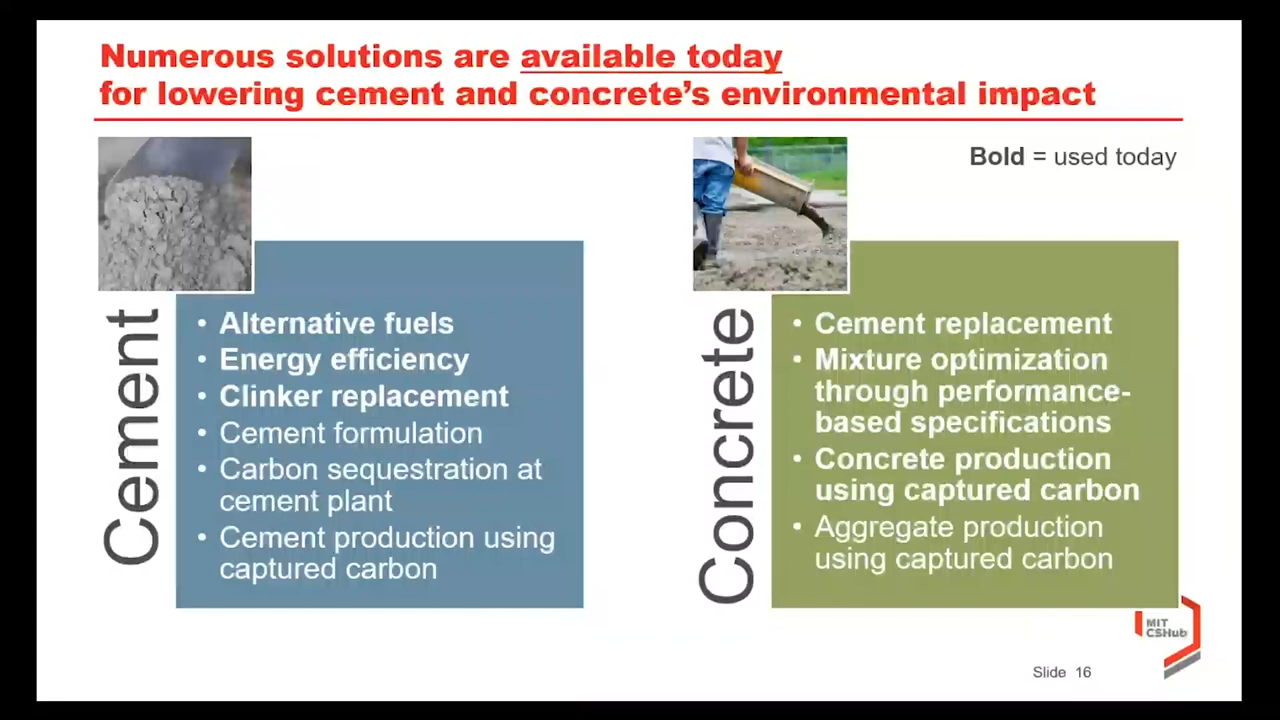 Numerous solutions are available today
for lowering cement and concrete's environmental impact
Bold = used today
Cement
• Alternative fuels
• Energy efficiency
• Clinker replacement
• Cement formulation
• Carbon sequestration at
cement plant
• Cement production using
captured carbon
Concrete
• Cement replacement
• Mixture optimization
through performance-
based specifications
• Concrete production
using captured carbon
• Aggregate production
using captured carbon
MIT
CSHub
Slide 16